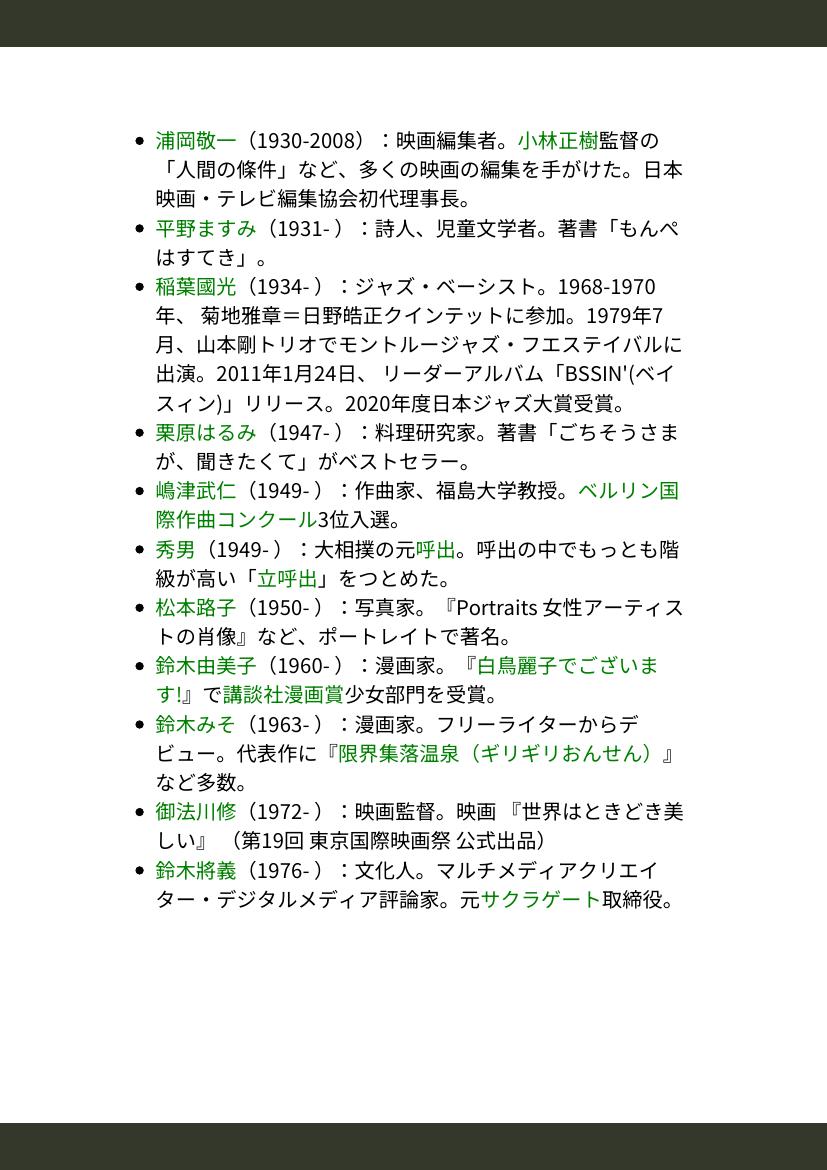 浦岡敬一（1930-2008）：映画編集者。小林正樹監督の
「人間の條件」など、多くの映画の編集を手がけた。日本
映画・テレビ編集協会初代理事長。
平野ますみ（1931- ）：詩人、児童文学者。著書「もんぺ
はすてき」。
稲葉國光（1934- ）：ジャズ・ベーシスト。1968-1970
年、 菊地雅章＝日野皓正クインテットに参加。1979年7
月、山本剛トリオでモントルージャズ・フエステイバルに
出演。2011年1月24日、 リーダーアルバム「BSSIN'(ベイ
スィン)」リリース。2020年度日本ジャズ大賞受賞。
栗原はるみ（1947- ）：料理研究家。著書「ごちそうさま
が、聞きたくて」がベストセラー。
嶋津武仁（1949- ）：作曲家、福島大学教授。ベルリン国
際作曲コンクール3位入選。
秀男（1949- ）：大相撲の元呼出。呼出の中でもっとも階
級が高い「立呼出」をつとめた。
松本路子（1950- ）：写真家。『Portraits 女性アーティス
トの肖像』など、ポートレイトで著名。
鈴木由美子（1960- ）：漫画家。『白鳥麗子でございま
す!』で講談社漫画賞少女部門を受賞。
鈴木みそ（1963- ）：漫画家。フリーライターからデ
ビュー。代表作に『限界集落温泉（ギリギリおんせん）』
など多数。
御法川修（1972- ）：映画監督。映画 『世界はときどき美
しい』 （第19回 東京国際映画祭 公式出品）
鈴木將義（1976- ）：文化人。マルチメディアクリエイ
ター・デジタルメディア評論家。元サクラゲート取締役。